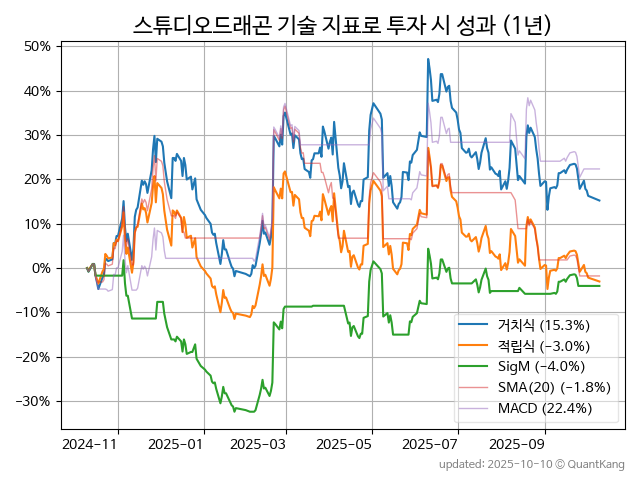 스튜디오드래곤 기술 지표로 투자 시 성과 (1년)
50%
40%
30%
20%
10%
0%
−10%
−20%
−30%
거치식 (15.3%)
적립식 (−3.0%)
SigM (−4.0%)
SMA(20) (−1.8%)
MACD (22.4%)
2024-11 2025-01 2025-03 2025-05 2025-07 2025-09
updated: 2025-10-10 © QuantKang